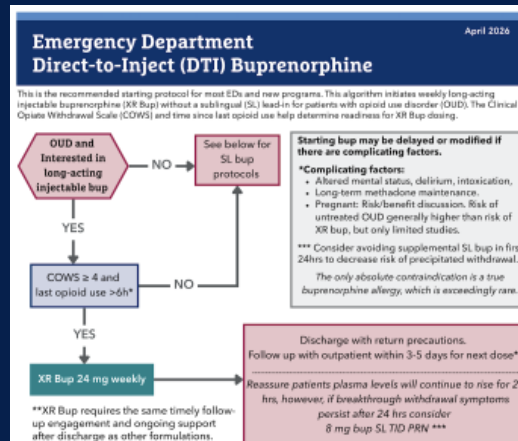 April 2026
Emergency Department
Direct-to-Inject (DTI) Buprenorphine
This is the recommended starting protocol for most EDs and new programs. This algorithm initiates weekly long-acting
injectable buprenorphine (XR Bup) without a sublingual (SL) lead-in for patients with opioid use disorder (OUD). The Clinical
Opiate Withdrawal Scale (COWS) and time since last opioid use help determine readiness for XR Bup dosing.
OUD and
Interested in
long-acting
injectable bup
NO
See below for
SL bup
protocols
YES
COWS ≥ 4 and
last opioid use >6h*
NO
YES
XR Bup 24 mg weekly
**XR Bup requires the same timely follow-
up engagement and ongoing support
after discharge as other formulations.
Starting bup may be delayed or modified if
there are complicating factors.
*Complicating factors:
• Altered mental status, delirium, intoxication,
• Long-term methadone maintenance.
• Pregnant: Risk/benefit discussion. Risk of
untreated OUD generally higher than risk of
XR bup, but only limited studies.
*** Consider avoiding supplemental SL bup in firs
24hrs to decrease risk of precipitated withdrawal.
The only absolute contraindication is a true
buprenorphine allergy, which is exceedingly rare.
Discharge with return precautions.
Follow up with outpatient within 3-5 days for next dose*
Reassure patients plasma levels will continue to rise for 2
hrs, however, if breakthrough withdrawal symptoms
persist after 24 hrs consider
8 mg bup SL TID PRN ***